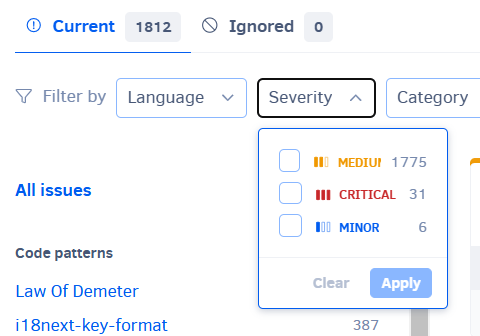 Current 1812 Ignored 0
Filter by Language Severity Category
MEDIUM 1775
CRITICAL 31
MINOR 6
All issues
Code patterns
Clear Apply
Law Of Demeter
i18next-key-format 387